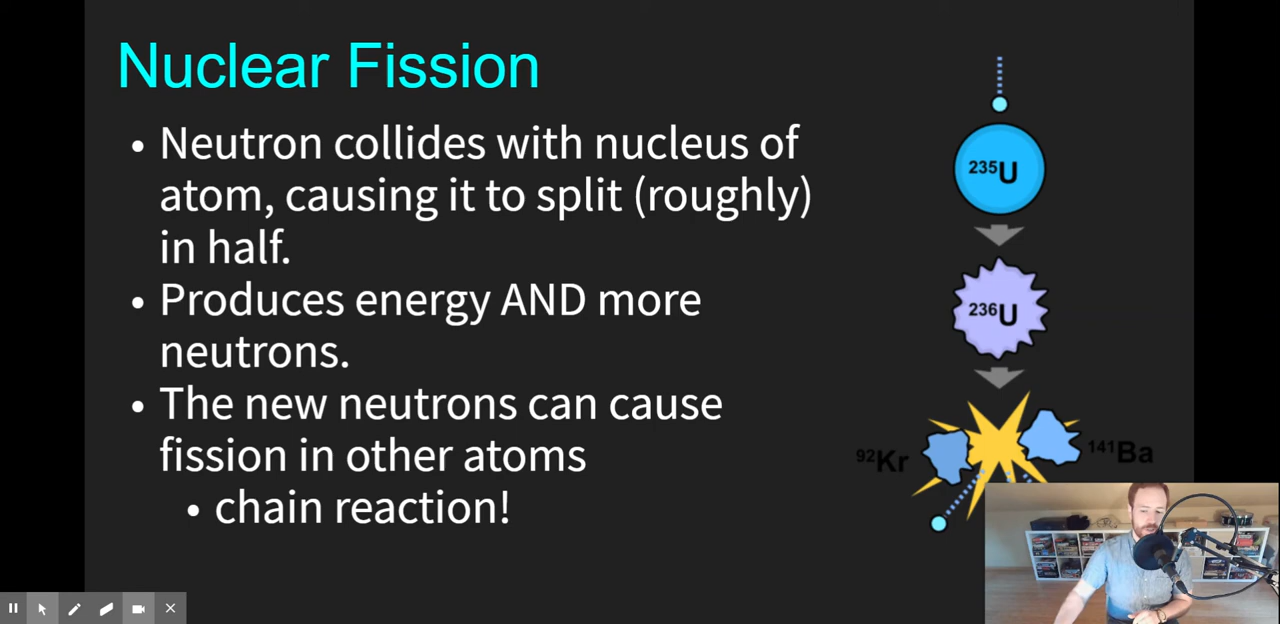 Nuclear Fission
• Neutron collides with nucleus of
atom, causing it to split (roughly)
in half.
• Produces energy AND more
neutrons.
• The new neutrons can cause
fission in other atoms
• chain reaction!
²³⁵U
²³⁶U
⁹²Kr
¹⁴¹Ba